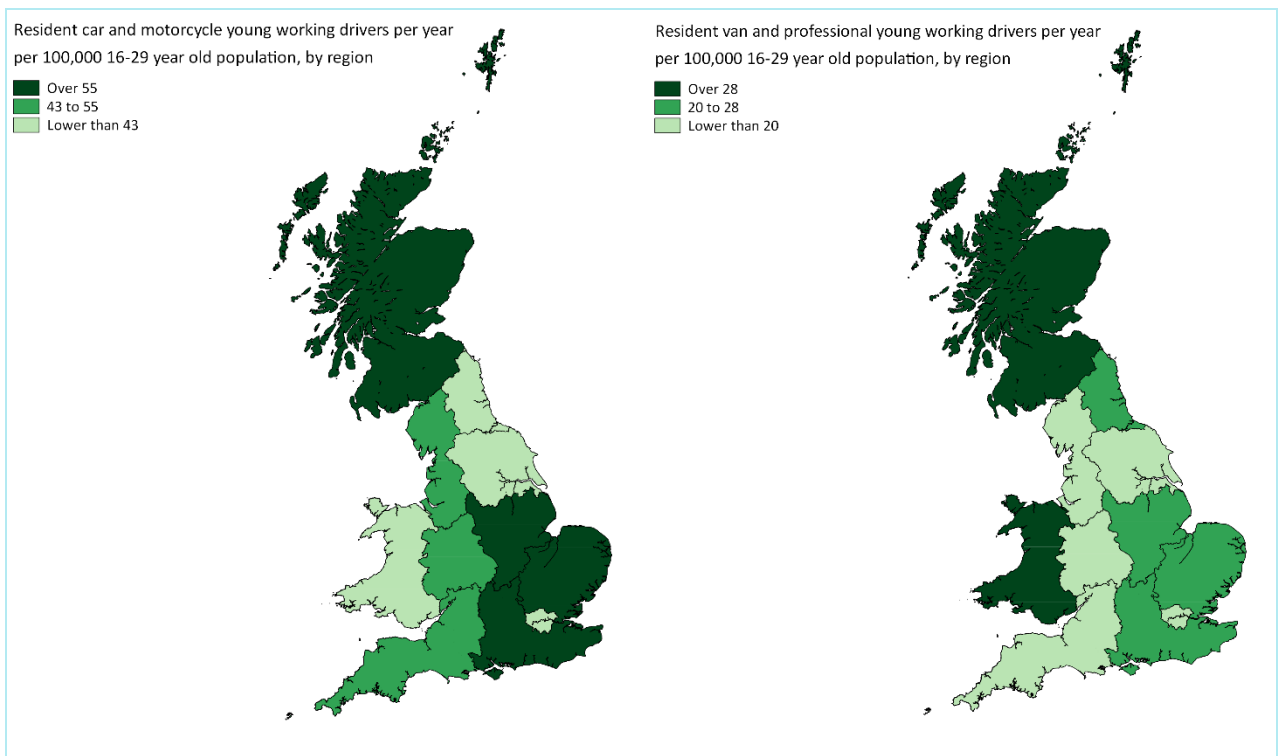 Resident car and motorcycle young working drivers per year
per 100,000 16-29 year old population, by region
Over 55
43 to 55
Lower than 43
Resident van and professional young working drivers per year
per 100,000 16-29 year old population, by region
Over 28
20 to 28
Lower than 20